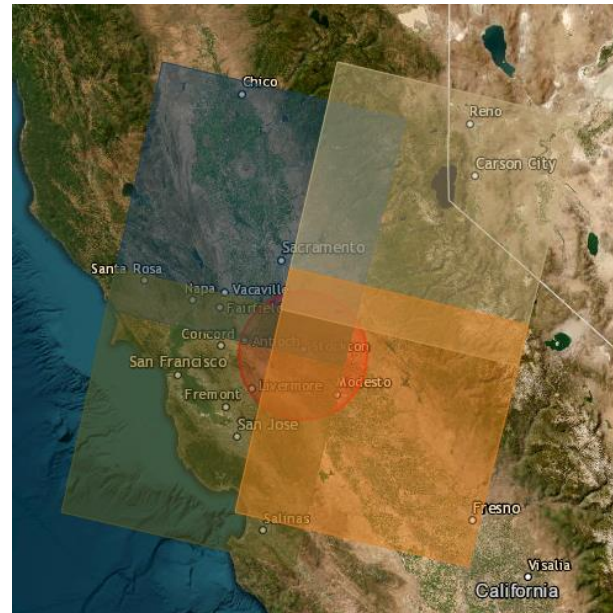 Chico
Reno
Carson City
Sacramento
Santa Rosa
Napa
Vacaville
Fairfield
Concord
Antioch
San Francisco
Livermore
Modesto
Fremont
San Jose
Salinas
Fresno
Visalia
California